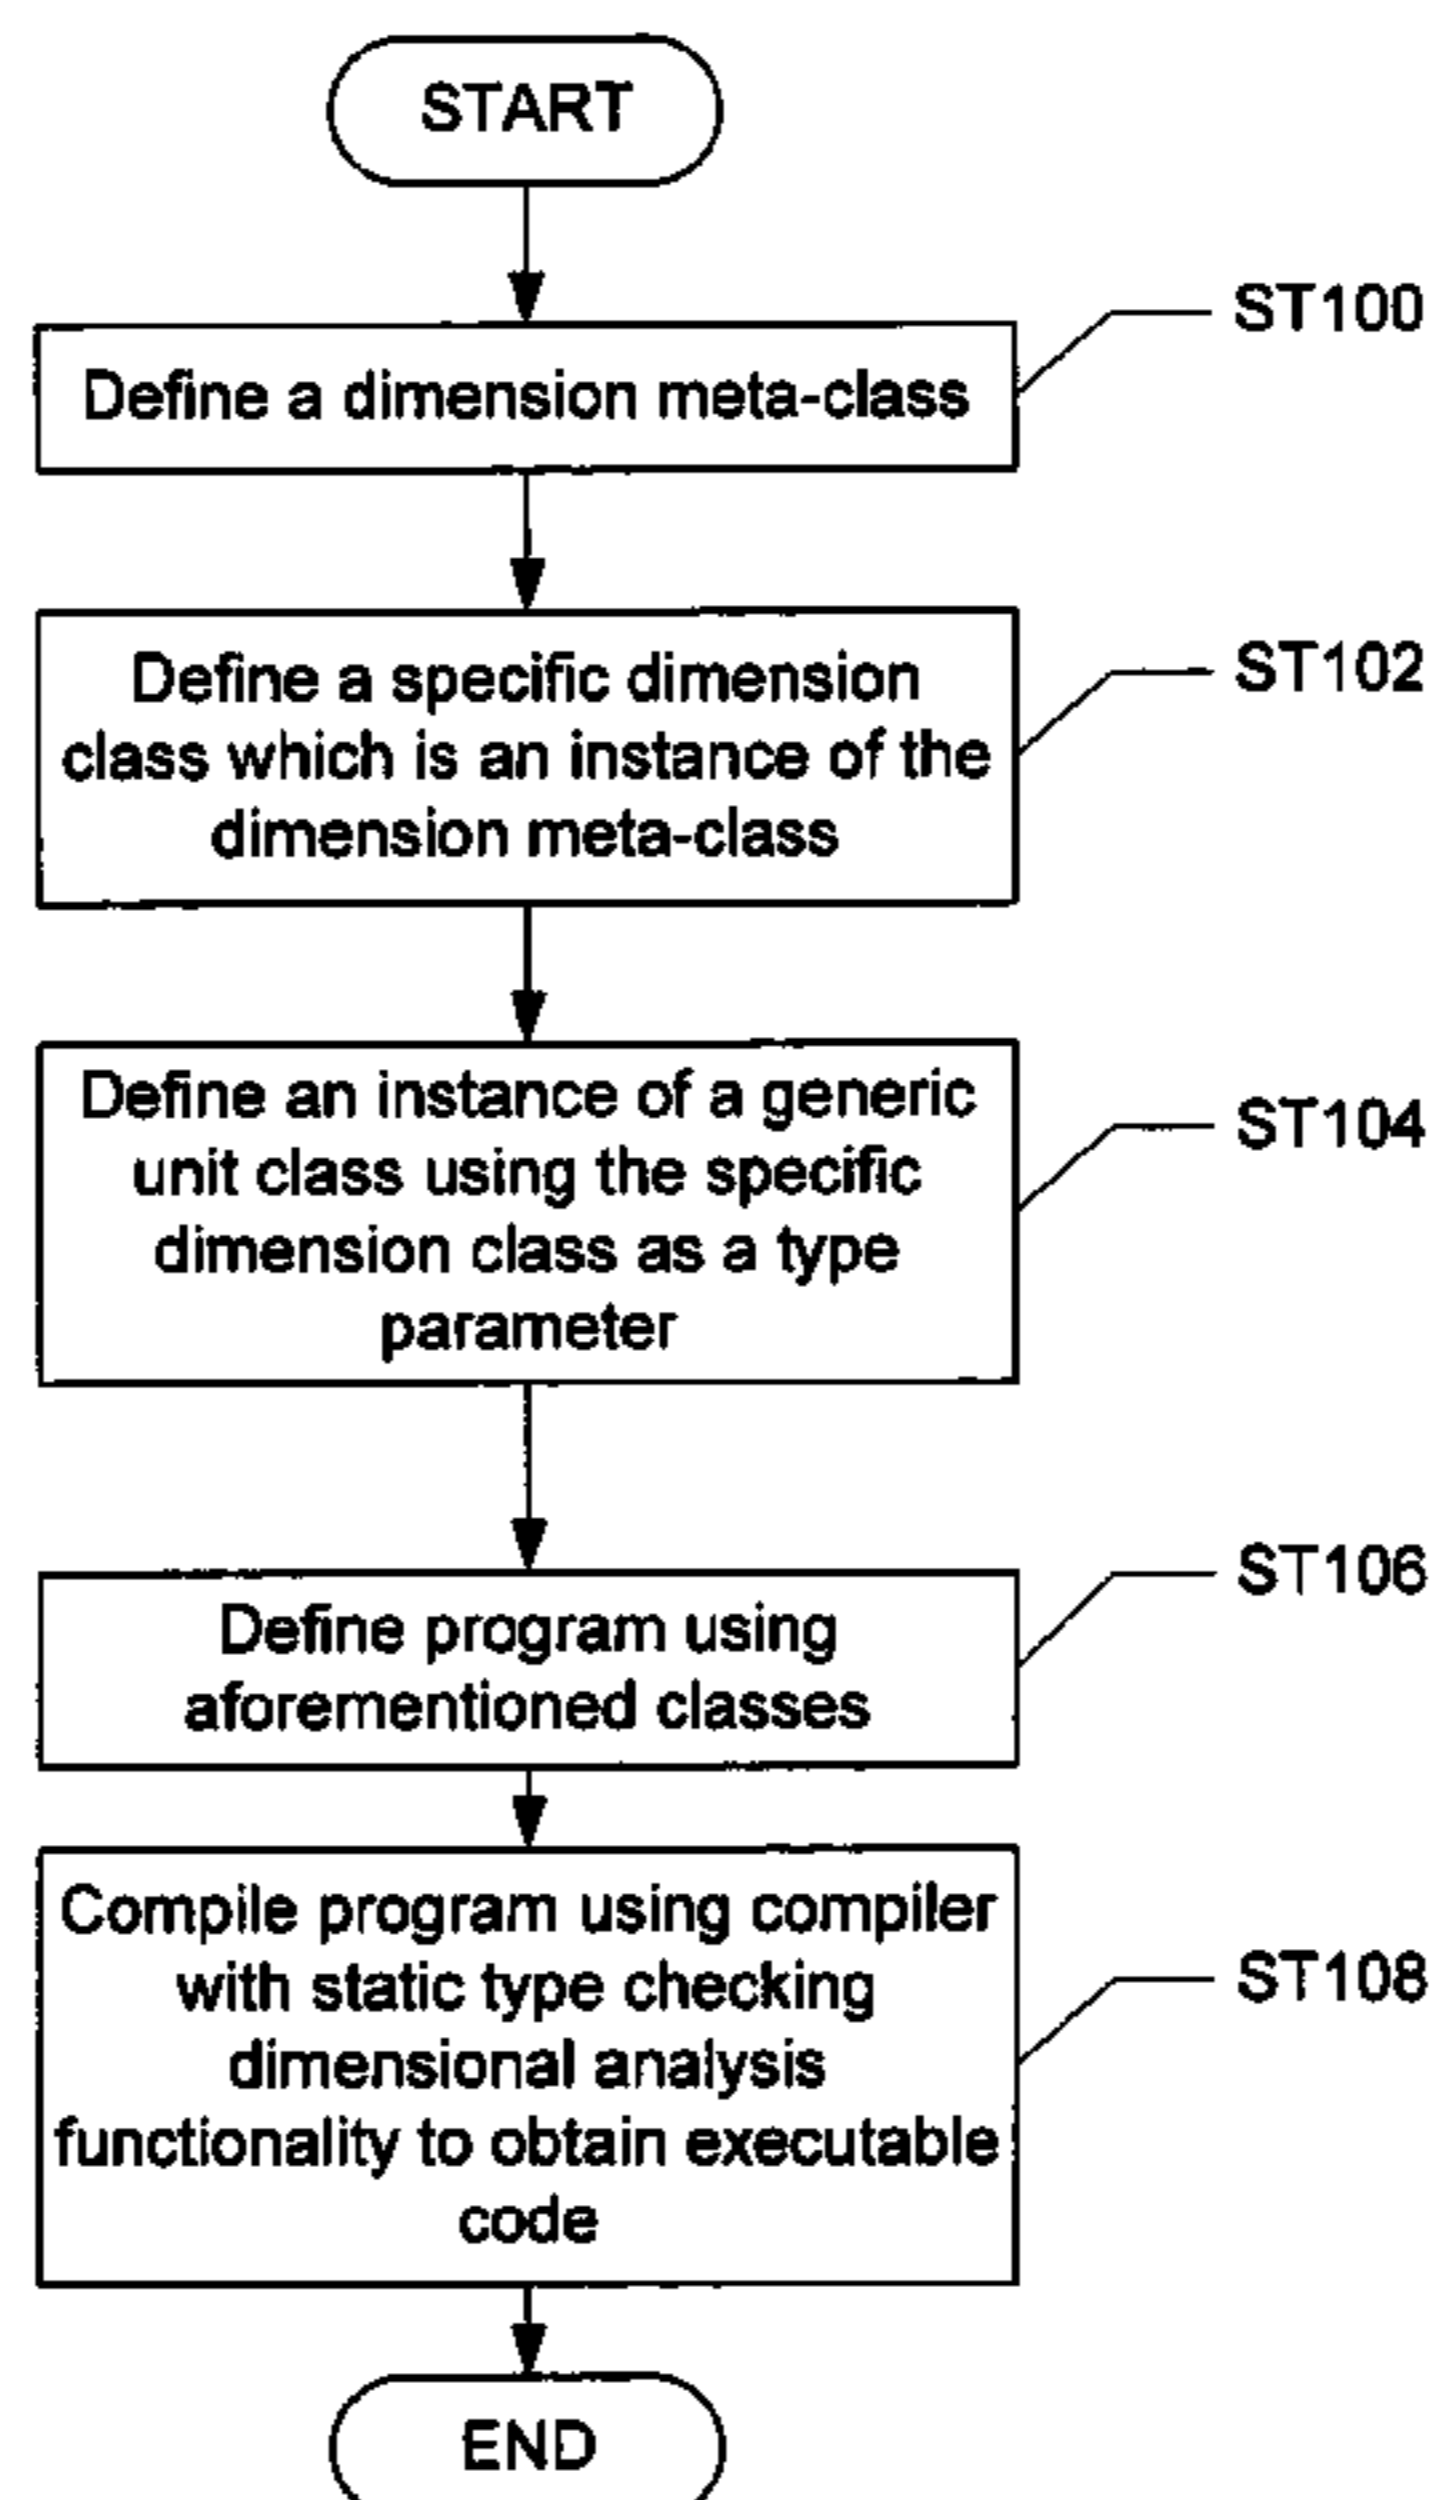 START
ST100
Define a dimension meta-class
Define a specific dimension
class which is an instance of the
dimension meta-class
ST102
Define an instance of a generic
unit class using the specific
dimension class as a type
parameter
ST104
ST106
Define program using
aforementioned classes
Compile program using compiler
with static type checking
dimensional analysis
functionality to obtain executable
code
ST108
END